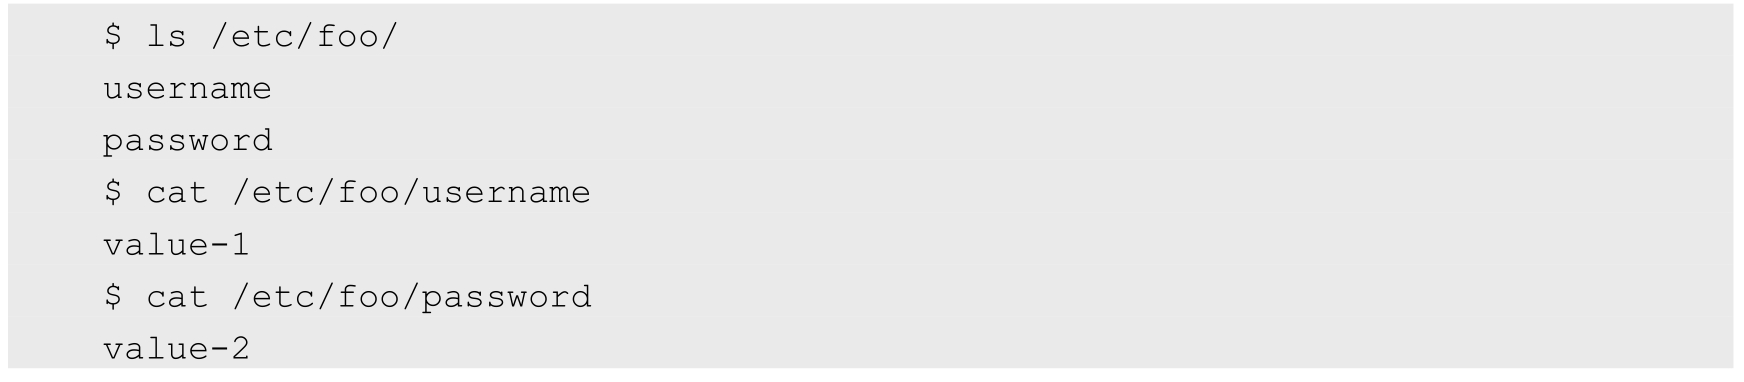 $ ls /etc/foo/
username
password
$ cat /etc/foo/username
value-1
$ cat /etc/foo/password
value-2